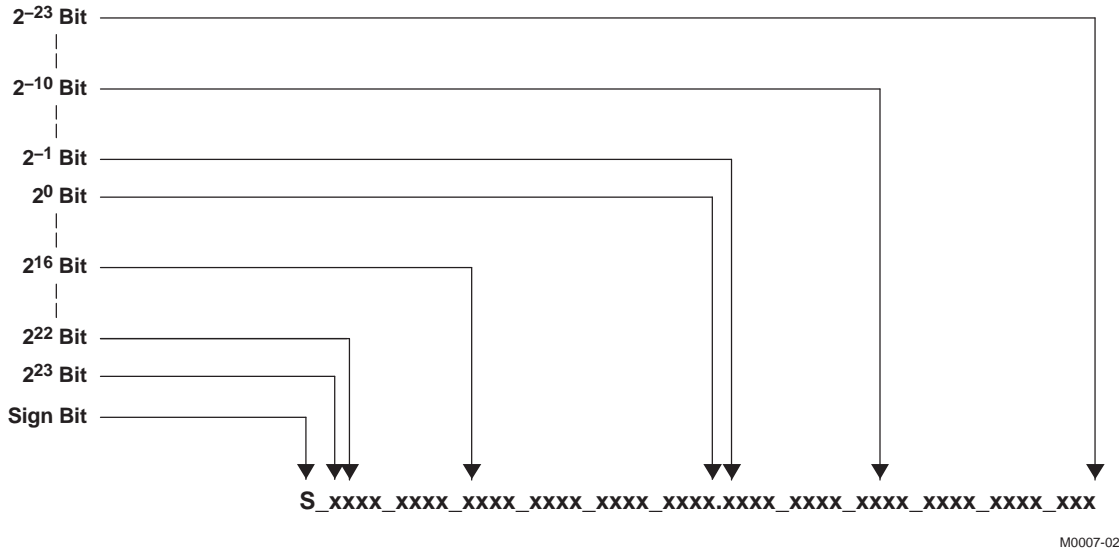 2⁻²³ Bit
2⁻¹⁰ Bit
2⁻¹ Bit
2⁰ Bit
2¹⁶ Bit
2²² Bit
2²³ Bit
Sign Bit
S_xxxx_xxxx_xxxx_xxxx_xxxx_xxxx.xxxx_xxxx_xxxx_xxxx_xxxx_xxx
M0007-02